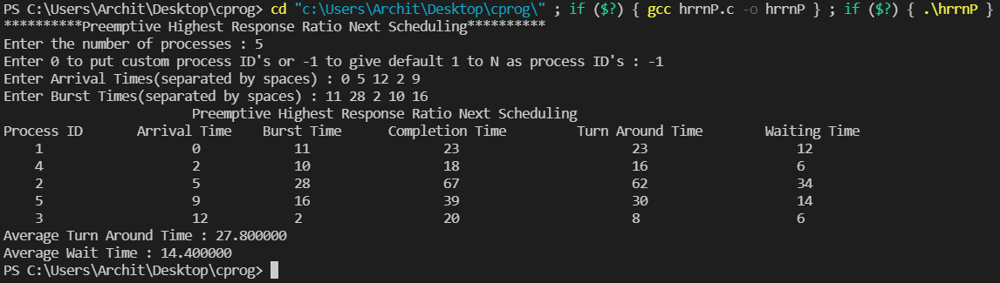 PS C:\Users\Archit\Desktop\cprog> cd "c:\Users\Archit\Desktop\cprog\" ; if ($?) { gcc hrrnP.c -o hrrnP } ; if ($?) { .\hrrnP }
**********Preemptive Highest Response Ratio Next Scheduling**********
Enter the number of processes : 5
Enter 0 to put custom process ID's or -1 to give default 1 to N as process ID's : -1
Enter Arrival Times(separated by spaces) : 0 5 12 2 9
Enter Burst Times(separated by spaces) : 11 28 2 10 16
Preemptive Highest Response Ratio Next Scheduling
Process ID Arrival Time Burst Time Completion Time Turn Around Time Waiting Time
1 0 11 23 23 12
4 2 10 18 16 6
2 5 28 67 62 34
5 9 16 39 30 14
3 12 2 20 8 6
Average Turn Around Time : 27.800000
Average Wait Time : 14.400000
PS C:\Users\Archit\Desktop\cprog>